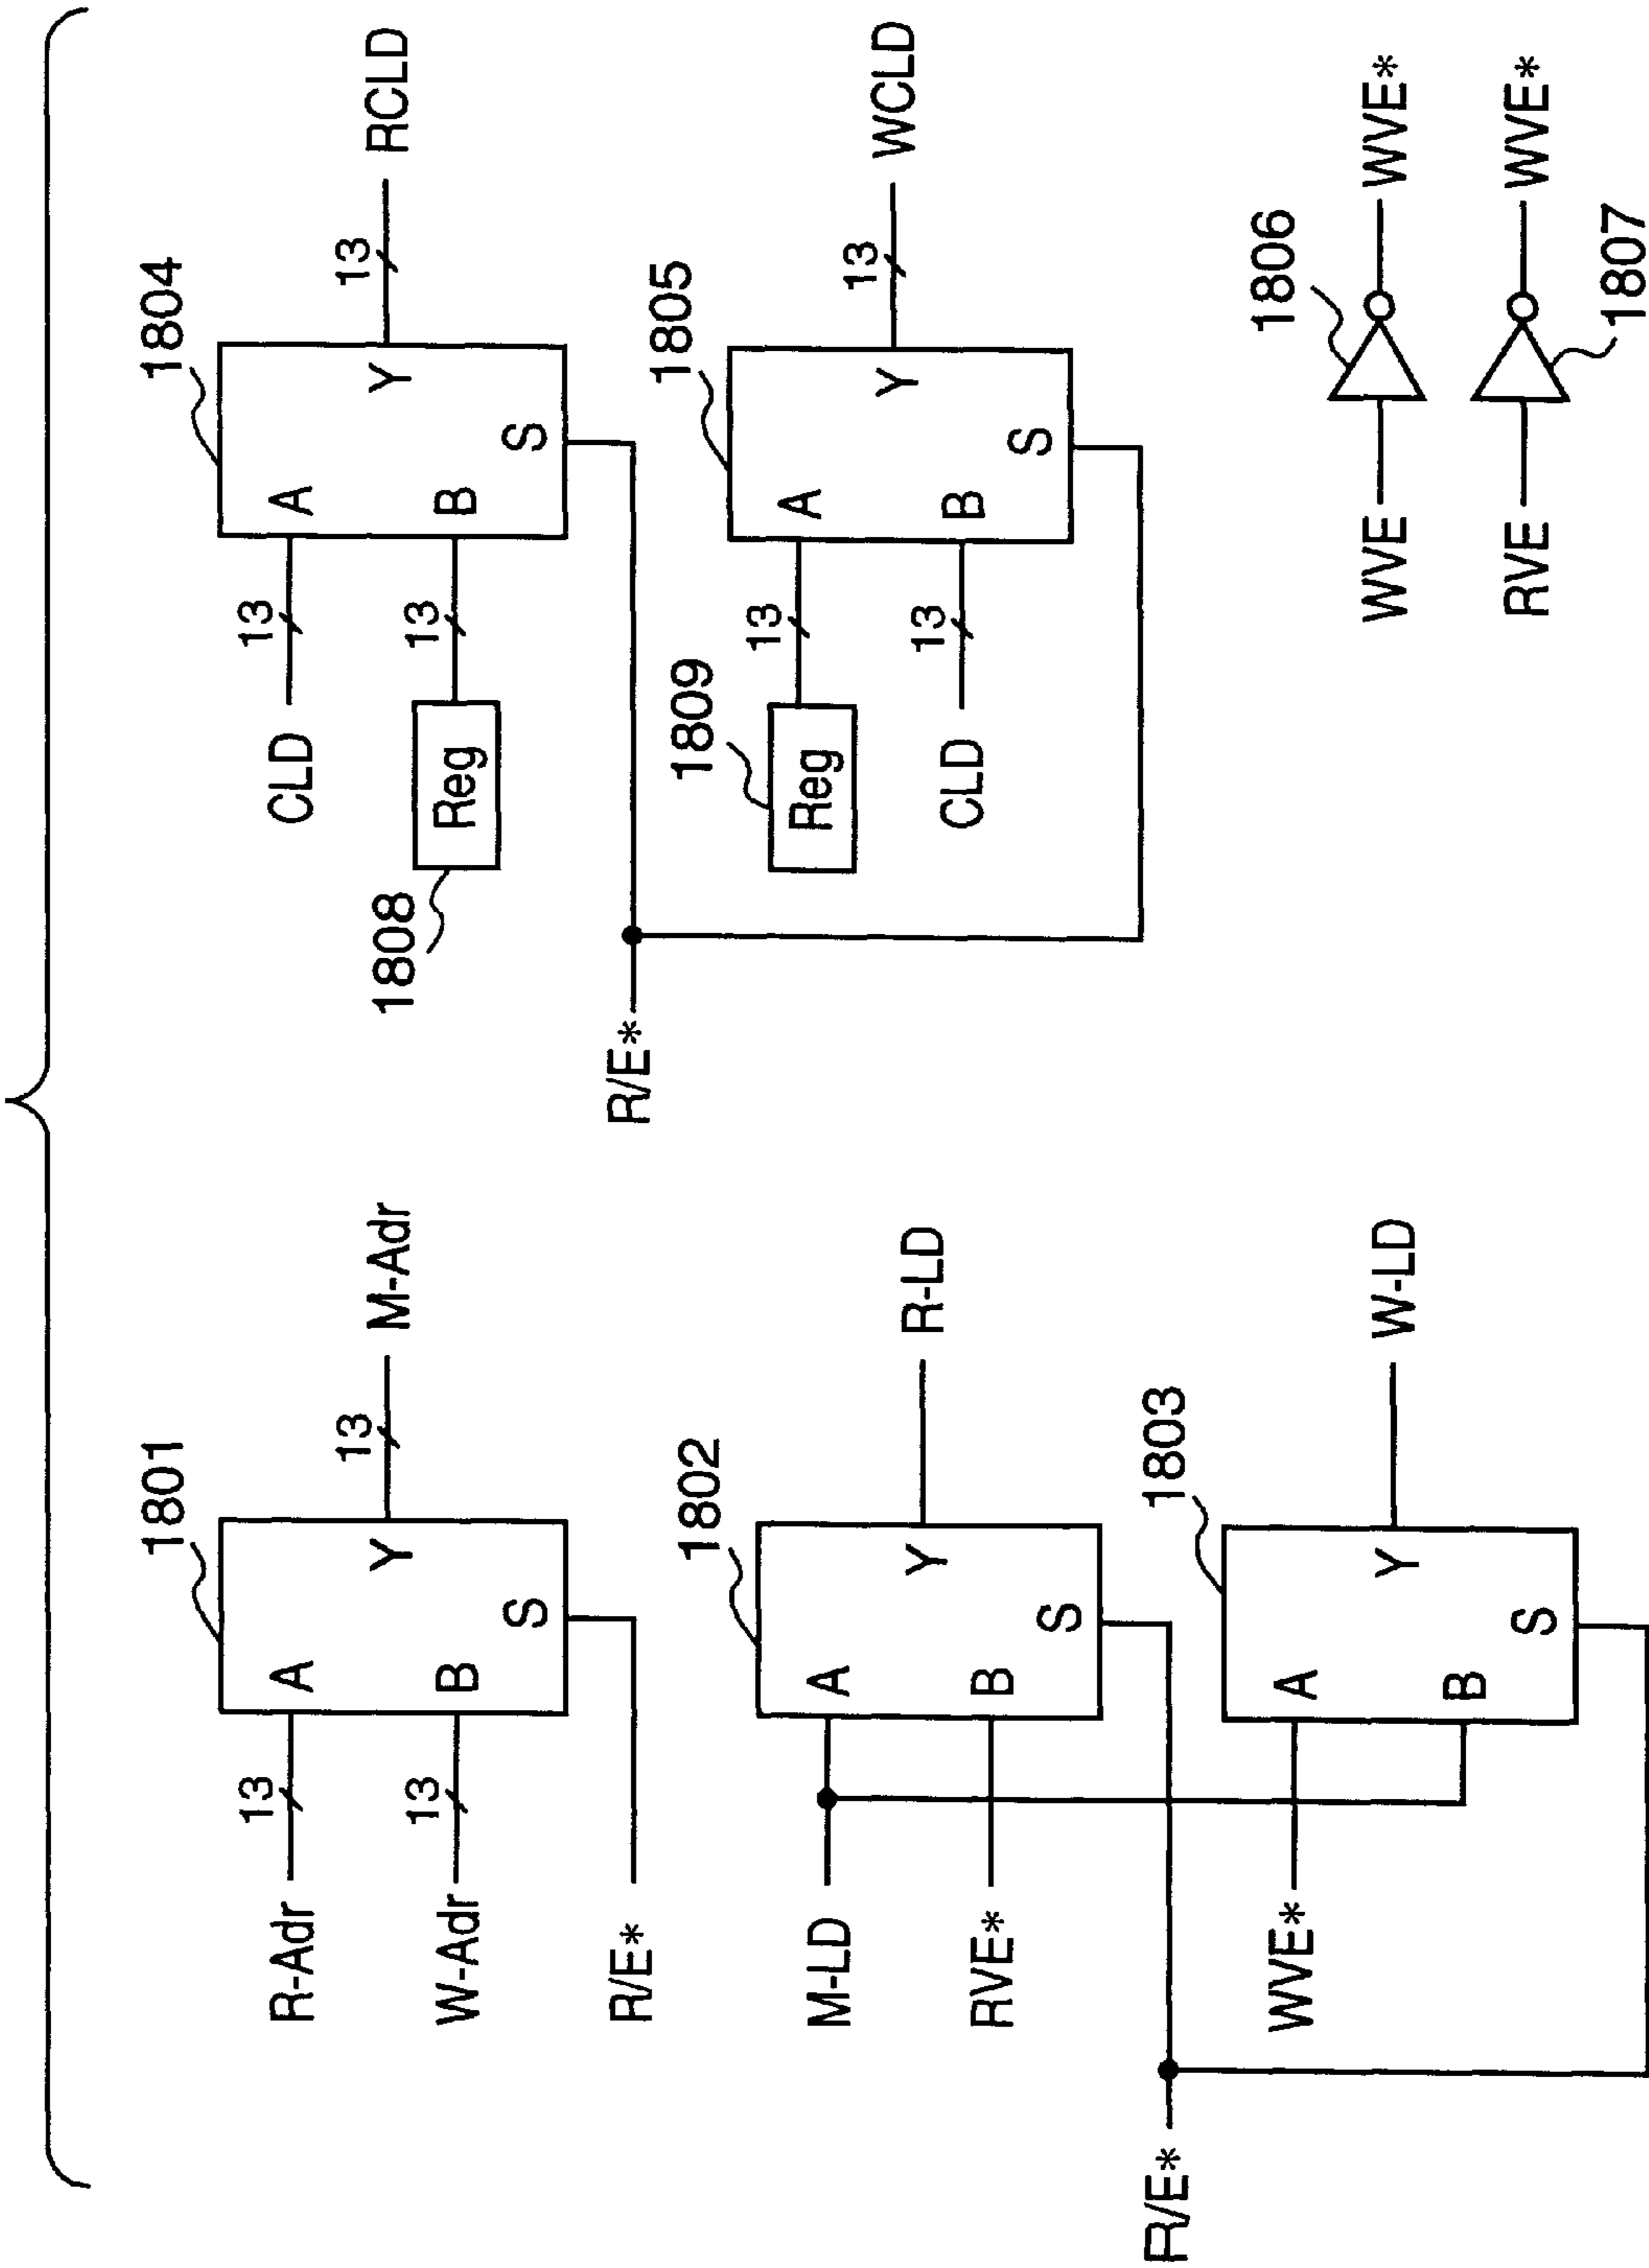 1801
R-Adr
13
A
Y
13
M-Adr
W-Adr
13
B
S
R/E*
1802
M-LD
A
Y
R-LD
RVE*
B
S
1803
WVE*
A
Y
W-LD
B
S
R/E*
1804
CLD
13
A
Y
13
RCLD
1808
Reg
13
B
S
R/E*
1805
1809
Reg
13
A
Y
13
WCLD
CLD
13
B
S
1806
WVE
WVE*
RVE
WVE*
1807